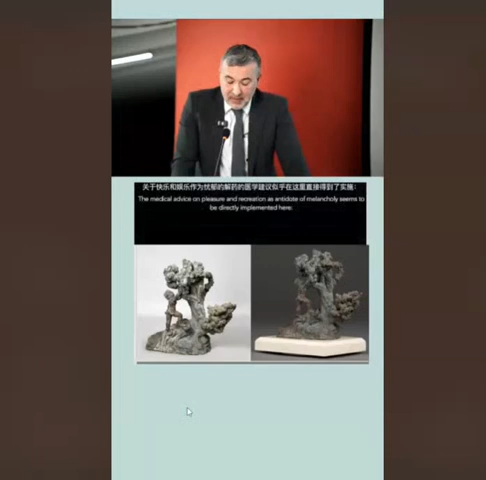 关于快乐和娱乐作为忧郁的解药的医学建议似乎在这里直接得到了实施：
The medical advice on pleasure and recreation as antidote of melancholy seems to
be directly implemented here.